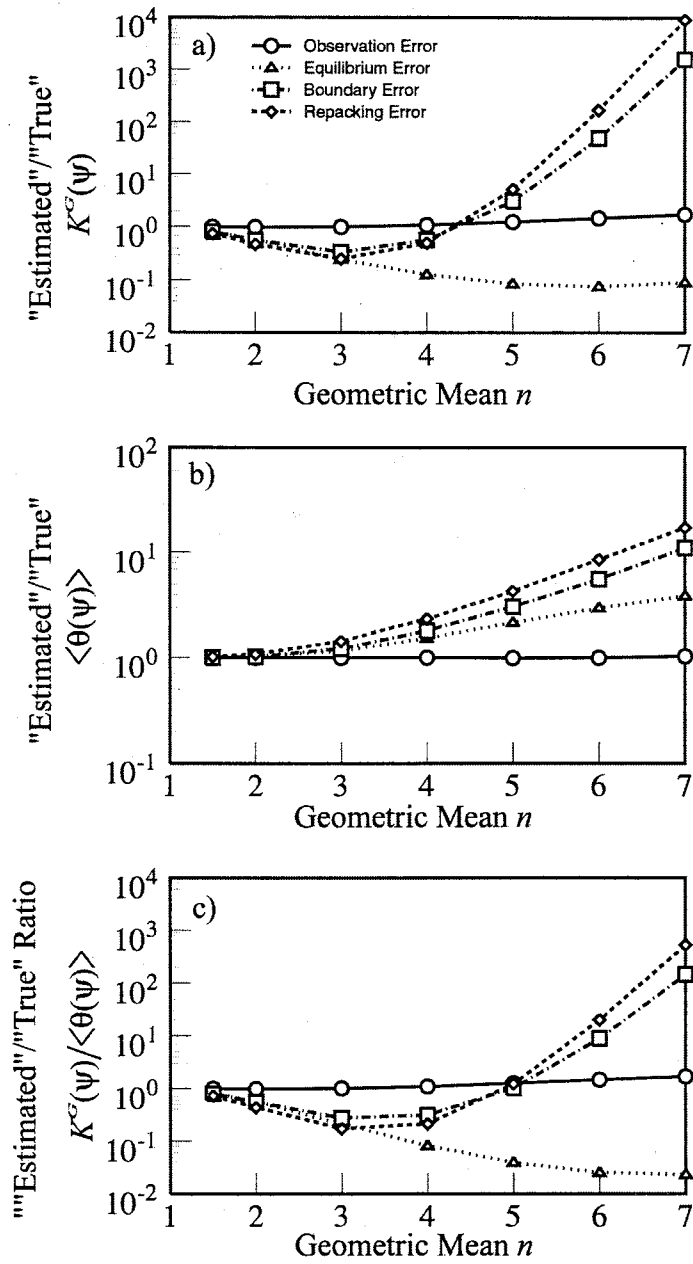 a)
Observation Error
Equilibrium Error
Boundary Error
Repacking Error
"Estimated"/"True"
K^G(ψ)
10^4
10^3
10^2
10^1
10^0
10^-1
10^-2
1 2 3 4 5 6 7
Geometric Mean n
b)
"Estimated"/"True"
<θ(ψ)>
10^2
10^1
10^0
10^-1
1 2 3 4 5 6 7
Geometric Mean n
c)
""Estimated"/"True" Ratio
K^G(ψ)/<θ(ψ)>
10^4
10^3
10^2
10^1
10^0
10^-1
10^-2
1 2 3 4 5 6 7
Geometric Mean n